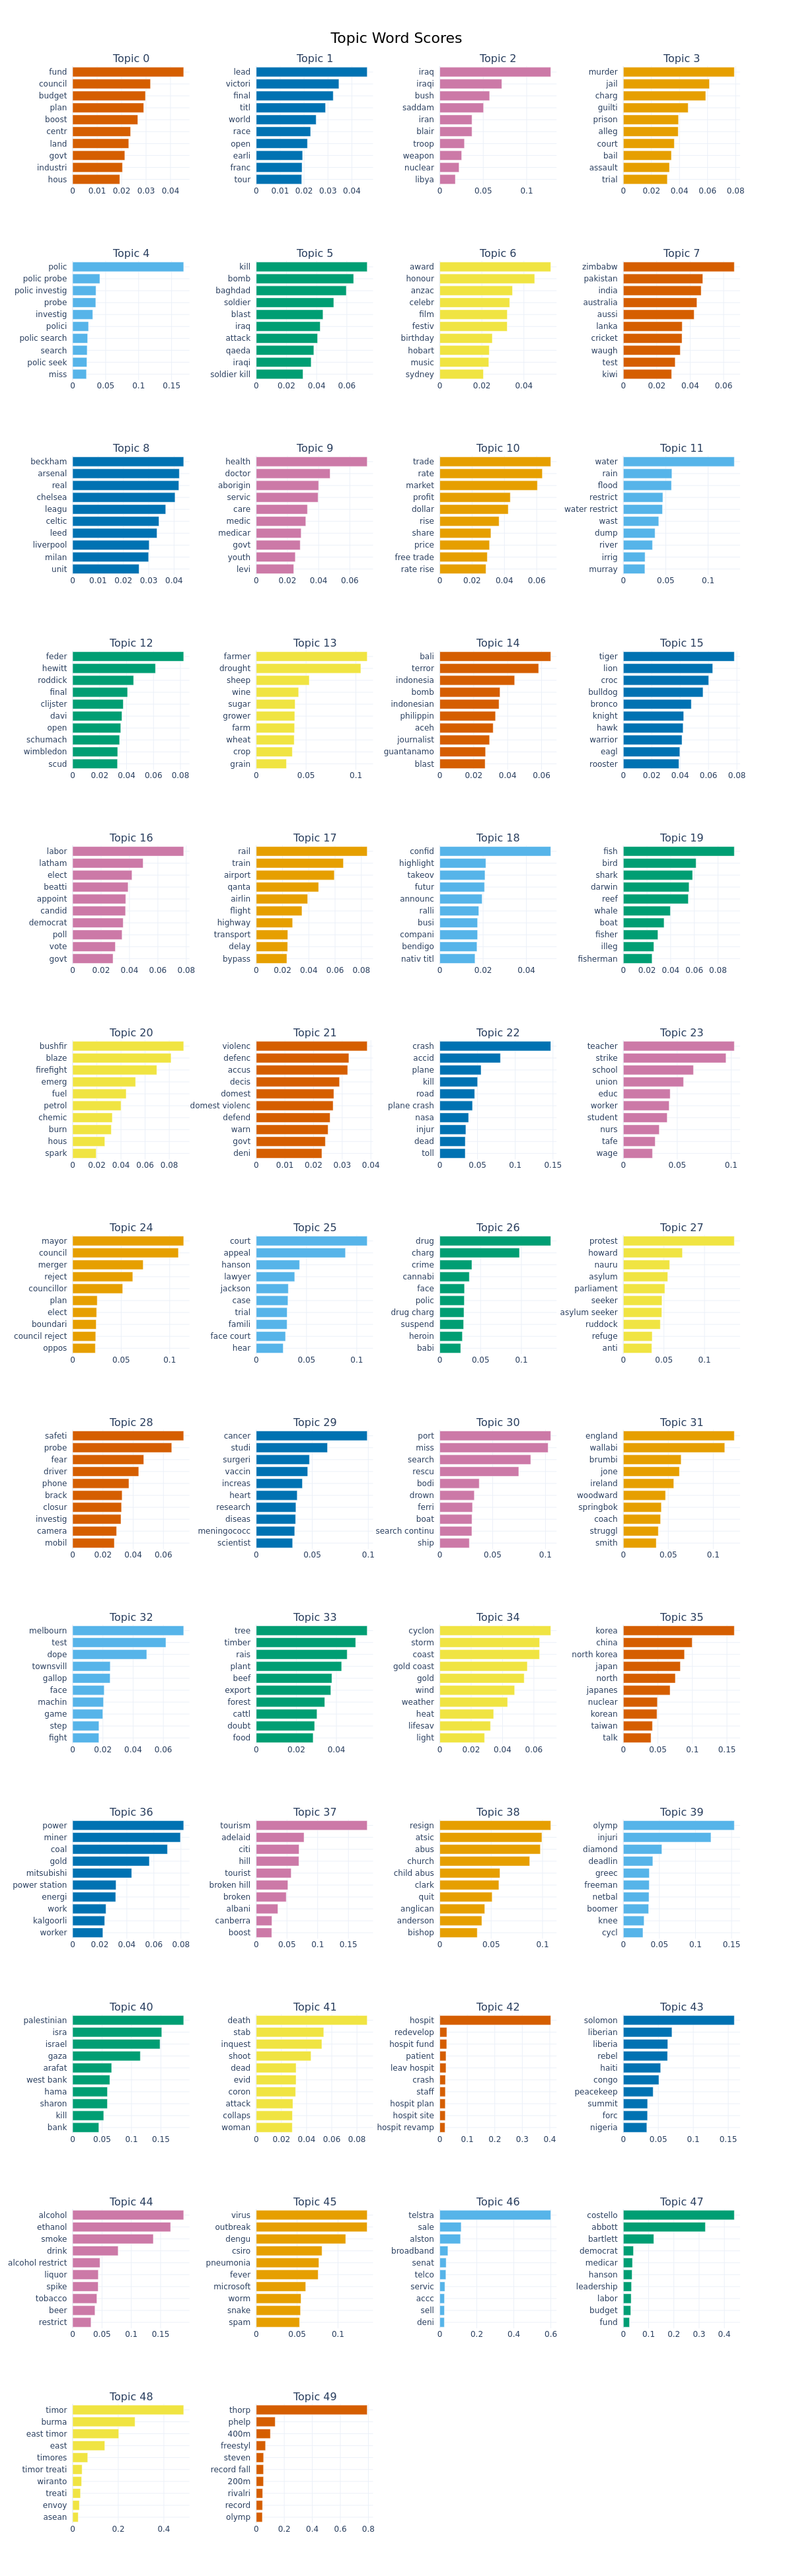 Topic Word Scores
Topic 0
fund
council
budget
plan
boost
centr
land
govt
industri
hous
0 0.01 0.02 0.03 0.04
Topic 1
lead
victori
final
titl
world
race
open
earli
franc
tour
0 0.01 0.02 0.03 0.04
Topic 2
iraq
iraqi
bush
saddam
iran
blair
troop
weapon
nuclear
libya
0 0.05 0.1
Topic 3
murder
jail
charg
guilti
prison
alleg
court
bail
assault
trial
0 0.02 0.04 0.06 0.08
Topic 4
polic
polic probe
polic investig
probe
investig
polici
polic search
search
polic seek
miss
0 0.05 0.1 0.15
Topic 5
kill
bomb
baghdad
soldier
blast
iraq
attack
qaeda
iraqi
soldier kill
0 0.02 0.04 0.06
Topic 6
award
honour
anzac
celebr
film
festiv
birthday
hobart
music
sydney
0 0.02 0.04
Topic 7
zimbabw
pakistan
india
australia
aussi
lanka
cricket
waugh
test
kiwi
0 0.02 0.04 0.06
Topic 8
beckham
arsenal
real
chelsea
leagu
celtic
leed
liverpool
milan
unit
0 0.01 0.02 0.03 0.04
Topic 9
health
doctor
aborigin
servic
care
medic
medicar
govt
youth
levi
0 0.02 0.04 0.06
Topic 10
trade
rate
market
profit
dollar
rise
share
price
free trade
rate rise
0 0.02 0.04 0.06
Topic 11
water
rain
flood
restrict
water restrict
wast
dump
river
irrig
murray
0 0.05 0.1
Topic 12
feder
hewitt
roddick
final
clijster
davi
open
schumach
wimbledon
scud
0 0.02 0.04 0.06 0.08
Topic 13
farmer
drought
sheep
wine
sugar
grower
farm
wheat
crop
grain
0 0.05 0.1
Topic 14
bali
terror
indonesia
bomb
indonesian
philippin
aceh
journalist
guantanamo
blast
0 0.02 0.04 0.06
Topic 15
tiger
lion
croc
bulldog
bronco
knight
hawk
warrior
eagl
rooster
0 0.02 0.04 0.06 0.08
Topic 16
labor
latham
elect
beatti
appoint
candid
democrat
poll
vote
govt
0 0.02 0.04 0.06 0.08
Topic 17
rail
train
airport
qanta
airlin
flight
highway
transport
delay
bypass
0 0.02 0.04 0.06 0.08
Topic 18
confid
highlight
takeov
futur
announc
ralli
busi
compani
bendigo
nativ titl
0 0.02 0.04
Topic 19
fish
bird
shark
darwin
reef
whale
boat
fisher
illeg
fisherman
0 0.02 0.04 0.06 0.08
Topic 20
bushfir
blaze
firefight
emerg
fuel
petrol
chemic
burn
hous
spark
0 0.02 0.04 0.06 0.08
Topic 21
violenc
defenc
accus
decis
domest
domest violenc
defend
warn
govt
deni
0 0.01 0.02 0.03 0.04
Topic 22
crash
accid
plane
kill
road
plane crash
nasa
injur
dead
toll
0 0.05 0.1 0.15
Topic 23
teacher
strike
school
union
educ
worker
student
nurs
tafe
wage
0 0.05 0.1
Topic 24
mayor
council
merger
reject
councillor
plan
elect
boundari
council reject
oppos
0 0.05 0.1
Topic 25
court
appeal
hanson
lawyer
jackson
case
trial
famili
face court
hear
0 0.05 0.1
Topic 26
drug
charg
crime
cannabi
face
polic
drug charg
suspend
heroin
babi
0 0.05 0.1
Topic 27
protest
howard
nauru
asylum
parliament
seeker
asylum seeker
ruddock
refuge
anti
0 0.05 0.1
Topic 28
safeti
probe
fear
driver
phone
brack
closur
investig
camera
mobil
0 0.02 0.04 0.06
Topic 29
cancer
studi
surgeri
vaccin
increas
heart
research
diseas
meningococc
scientist
0 0.05 0.1
Topic 30
port
miss
search
rescu
bodi
drown
ferri
boat
search continu
ship
0 0.05 0.1
Topic 31
england
wallabi
brumbi
jone
ireland
woodward
springbok
coach
struggl
smith
0 0.05 0.1
Topic 32
melbourn
test
dope
townsvill
gallop
face
machin
game
step
fight
0 0.02 0.04 0.06
Topic 33
tree
timber
rais
plant
beef
export
forest
cattl
doubt
food
0 0.02 0.04
Topic 34
cyclon
storm
coast
gold coast
gold
wind
weather
heat
lifesav
light
0 0.02 0.04 0.06
Topic 35
korea
china
north korea
japan
north
japanes
nuclear
korean
taiwan
talk
0 0.05 0.1 0.15
Topic 36
power
miner
coal
gold
mitsubishi
power station
energi
work
kalgoorli
worker
0 0.02 0.04 0.06 0.08
Topic 37
tourism
adelaid
citi
hill
tourist
broken hill
broken
albani
canberra
boost
0 0.05 0.1 0.15
Topic 38
resign
atsic
abus
church
child abus
clark
quit
anglican
anderson
bishop
0 0.05 0.1
Topic 39
olymp
injuri
diamond
deadlin
greec
freeman
netbal
boomer
knee
cycl
0 0.05 0.1 0.15
Topic 40
palestinian
isra
israel
gaza
arafat
west bank
hama
sharon
kill
bank
0 0.05 0.1 0.15
Topic 41
death
stab
inquest
shoot
dead
evid
coron
attack
collaps
woman
0 0.02 0.04 0.06 0.08
Topic 42
hospit
redevelop
hospit fund
patient
leav hospit
crash
staff
hospit plan
hospit site
hospit revamp
0 0.1 0.2 0.3 0.4
Topic 43
solomon
liberian
liberia
rebel
haiti
congo
peacekeep
summit
forc
nigeria
0 0.05 0.1 0.15
Topic 44
alcohol
ethanol
smoke
drink
alcohol restrict
liquor
spike
tobacco
beer
restrict
0 0.05 0.1 0.15
Topic 45
virus
outbreak
dengu
csiro
pneumonia
fever
microsoft
worm
snake
spam
0 0.05 0.1
Topic 46
telstra
sale
alston
broadband
senat
telco
servic
accc
sell
deni
0 0.2 0.4 0.6
Topic 47
costello
abbott
bartlett
democrat
medicar
hanson
leadership
labor
budget
fund
0 0.1 0.2 0.3 0.4
Topic 48
timor
burma
east timor
east
timores
timor treati
wiranto
treati
envoy
asean
0 0.2 0.4
Topic 49
thorp
phelp
400m
freestyl
steven
record fall
200m
rivalri
record
olymp
0 0.2 0.4 0.6 0.8